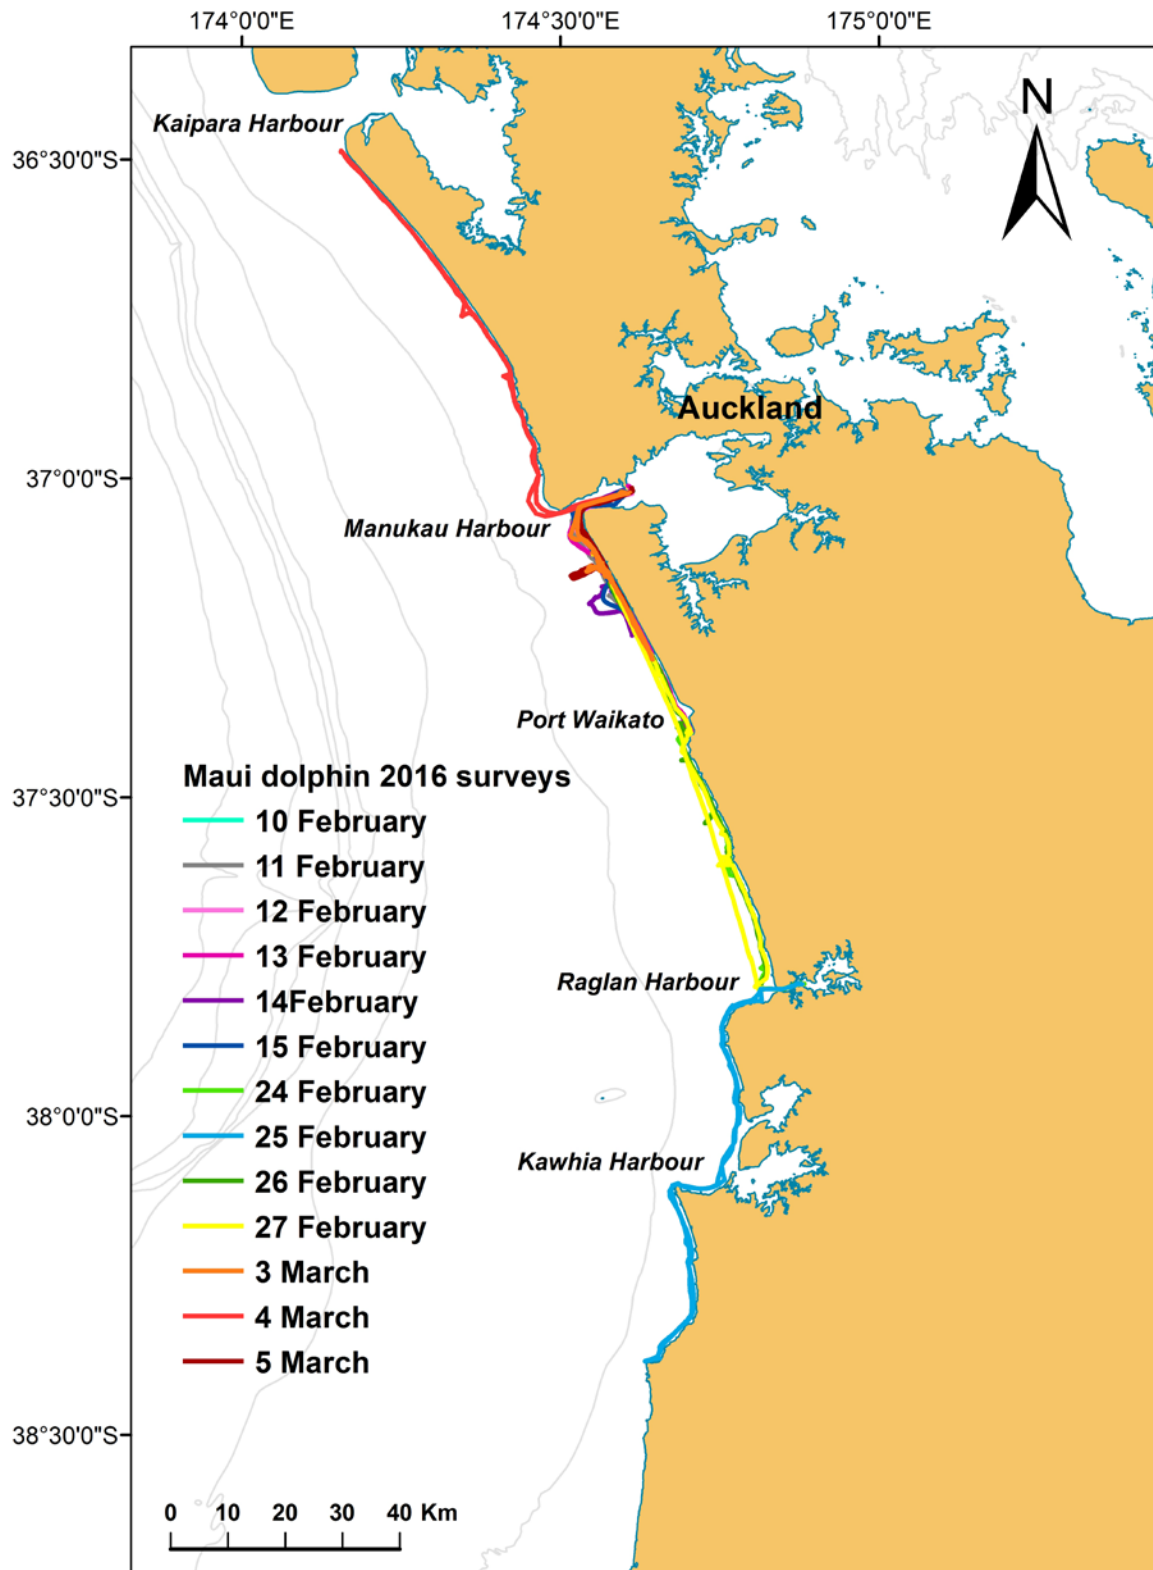 174°0'0"E 174°30'0"E 175°0'0"E
N
Kaipara Harbour
36°30'0"S
Auckland
37°0'0"S
Manukau Harbour
Port Waikato
Maui dolphin 2016 surveys
37°30'0"S
10 February
11 February
12 February
13 February
Raglan Harbour
14February
15 February
24 February
38°0'0"S
25 February
Kawhia Harbour
26 February
27 February
3 March
4 March
5 March
38°30'0"S
0 10 20 30 40 Km